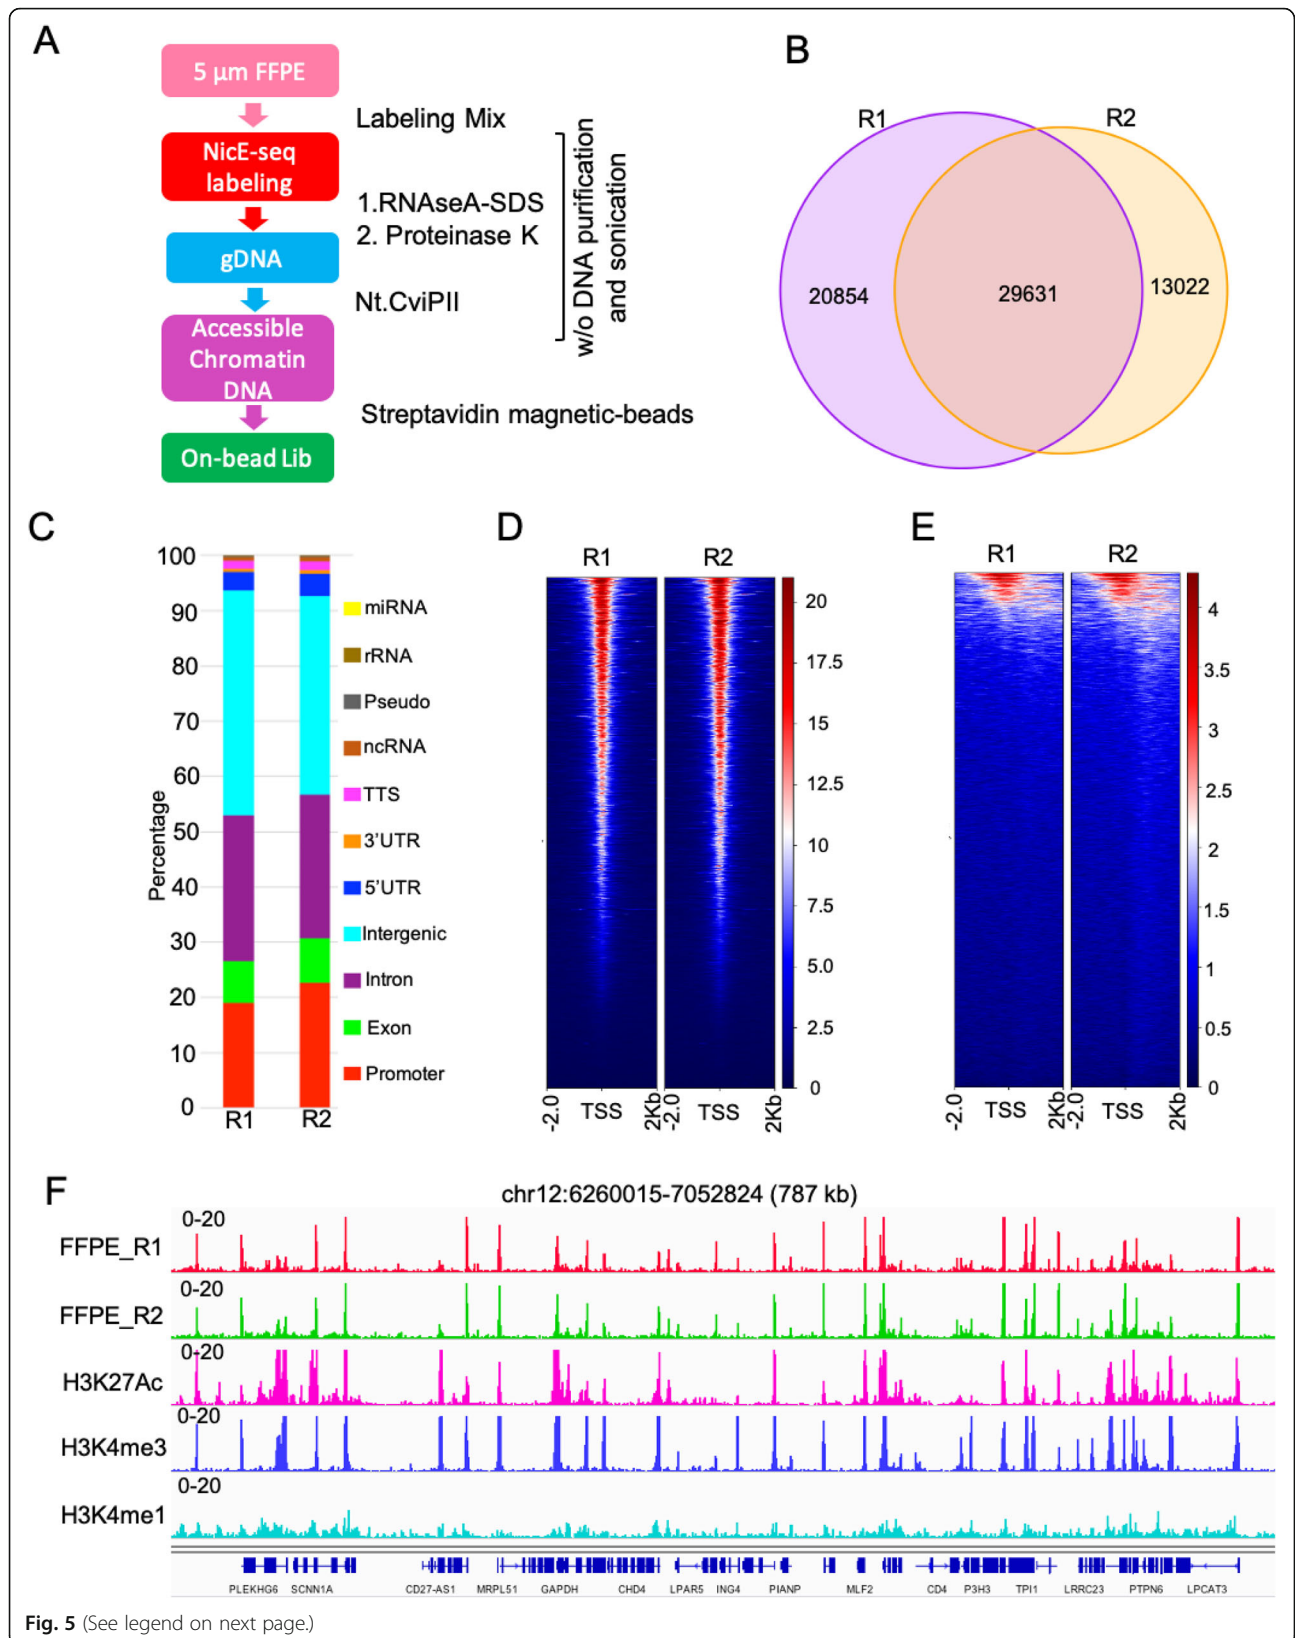 A
5 µm FFPE
Labeling Mix
NicE-seq
labeling
1.RNAseA-SDS
2. Proteinase K
gDNA
Nt.CviPII
Accessible
Chromatin
DNA
w/o DNA purification
and sonication
Streptavidin magnetic-beads
On-bead Lib
B
R1
R2
20854
29631
13022
C
Percentage
100
90
80
70
60
50
40
30
20
10
0
R1
R2
miRNA
rRNA
Pseudo
ncRNA
TTS
3'UTR
5'UTR
Intergenic
Intron
Exon
Promoter
D
R1
R2
20
17.5
15
12.5
10
7.5
5.0
2.5
0
-2.0
TSS
2Kb
-2.0
TSS
2Kb
E
R1
R2
4
3.5
3
2.5
2
1.5
1
0.5
0
-2.0
TSS
2Kb
-2.0
TSS
2Kb
F
chr12:6260015-7052824 (787 kb)
0-20
FFPE_R1
0-20
FFPE_R2
0-20
H3K27Ac
0-20
H3K4me3
0-20
H3K4me1
PLEKHG6 SCNN1A CD27-AS1 MRPL51 GAPDH CHD4 LPAR5 ING4 PIANP MLF2 CD4 P3H3 TPI1 LRRC23 PTPN6 LPCAT3
Fig. 5 (See legend on next page.)